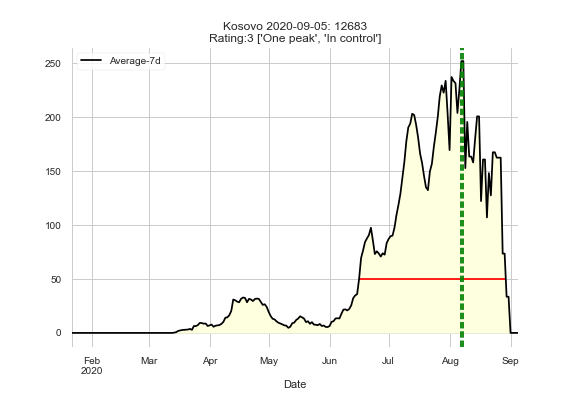 Kosovo 2020-09-05: 12683
Rating:3 ['One peak', 'In control']
Average-7d
250
200
150
100
50
0
Feb
2020
Mar
Apr
May
Jun
Jul
Aug
Sep
Date